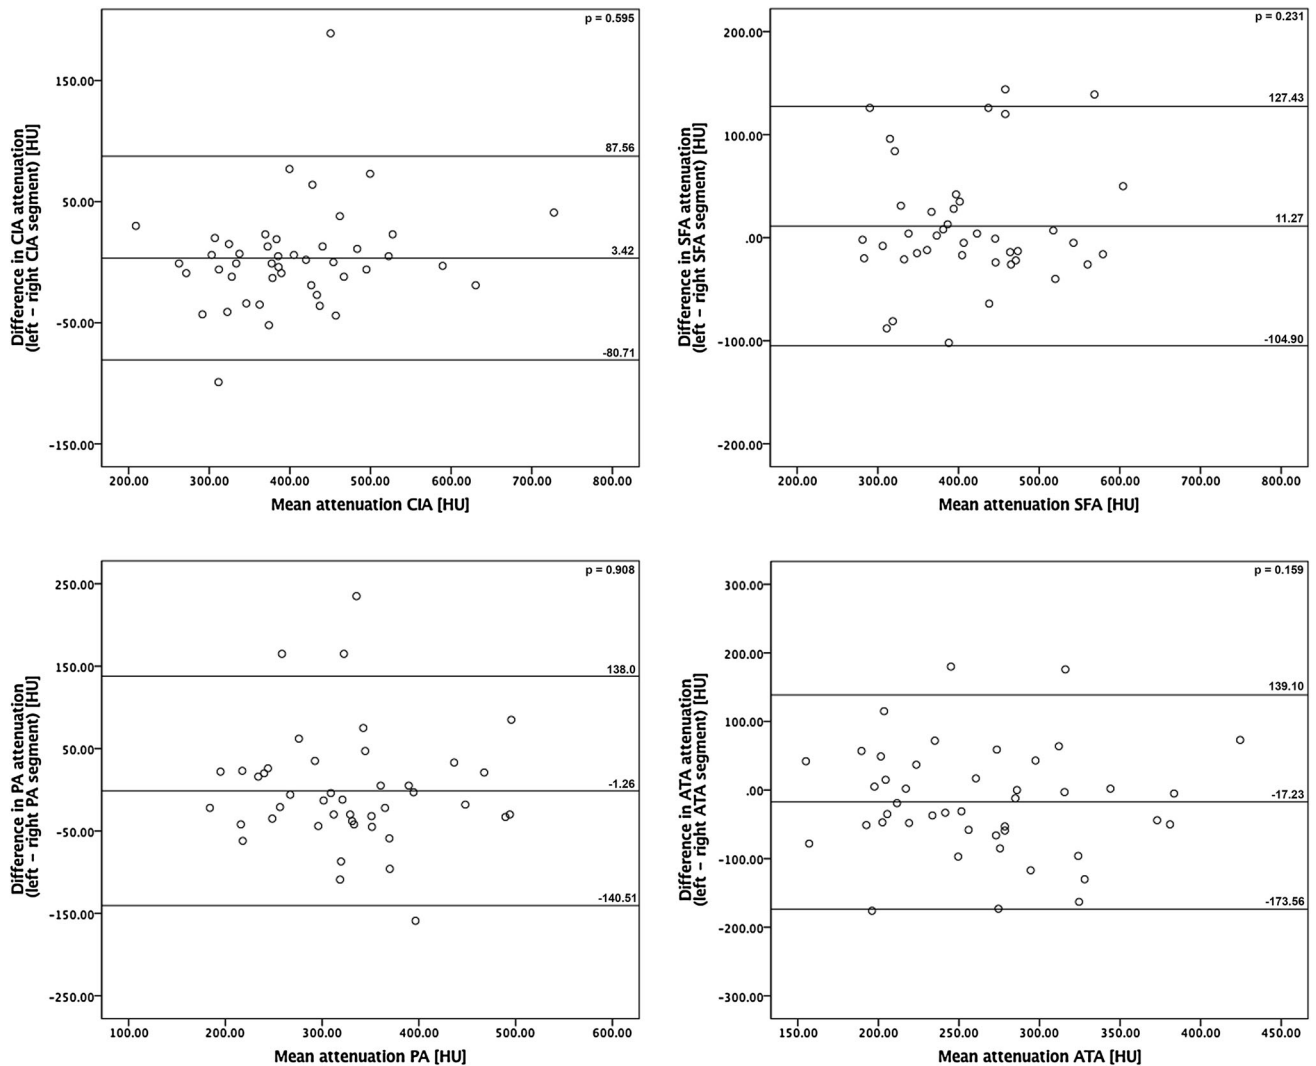 p = 0.595
150.00
87.56
50.00
3.42
-50.00
-80.71
-150.00
Difference in CIA attenuation
(left – right CIA segment) [HU]
200.00 300.00 400.00 500.00 600.00 700.00 800.00
Mean attenuation CIA [HU]
p = 0.231
200.00
127.43
100.00
11.27
.00
-100.00
-104.90
-200.00
Difference in SFA attenuation
(left – right SFA segment) [HU]
200.00 300.00 400.00 500.00 600.00 700.00 800.00
Mean attenuation SFA [HU]
p = 0.908
250.00
150.00
138.0
50.00
-1.26
-50.00
-140.51
-150.00
-250.00
Difference in PA attenuation
(left – right PA segment) [HU]
100.00 200.00 300.00 400.00 500.00 600.00
Mean attenuation PA [HU]
p = 0.159
300.00
200.00
139.10
100.00
.00
-17.23
-100.00
-173.56
-200.00
-300.00
Difference in ATA attenuation
(left – right ATA segment) [HU]
150.00 200.00 250.00 300.00 350.00 400.00 450.00
Mean attenuation ATA [HU]